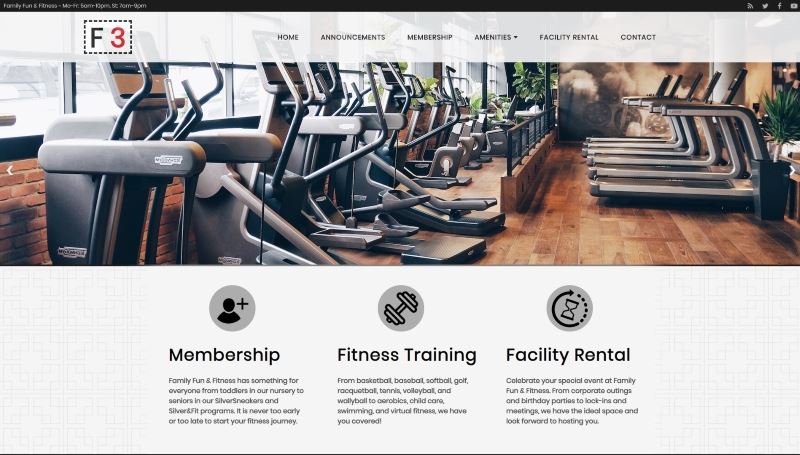 Family Fun & Fitness - Mo-Fr: 5am-10pm, St: 7am-9pm
F 3
HOME ANNOUNCEMENTS MEMBERSHIP AMENITIES FACILITY RENTAL CONTACT
Membership
Family Fun & Fitness has something for
everyone from toddlers in our nursery to
seniors in our SilverSneakers and
Silver&Fit programs. It is never too early
or too late to start your fitness journey.
Fitness Training
From basketball, baseball, softball, golf,
racquetball, tennis, volleyball, and
wallyball to aerobics, child care,
swimming, and virtual fitness, we have
you covered!
Facility Rental
Celebrate your special event at Family
Fun & Fitness. From corporate outings
and birthday parties to lock-ins and
meetings, we have the ideal space and
look forward to hosting you.